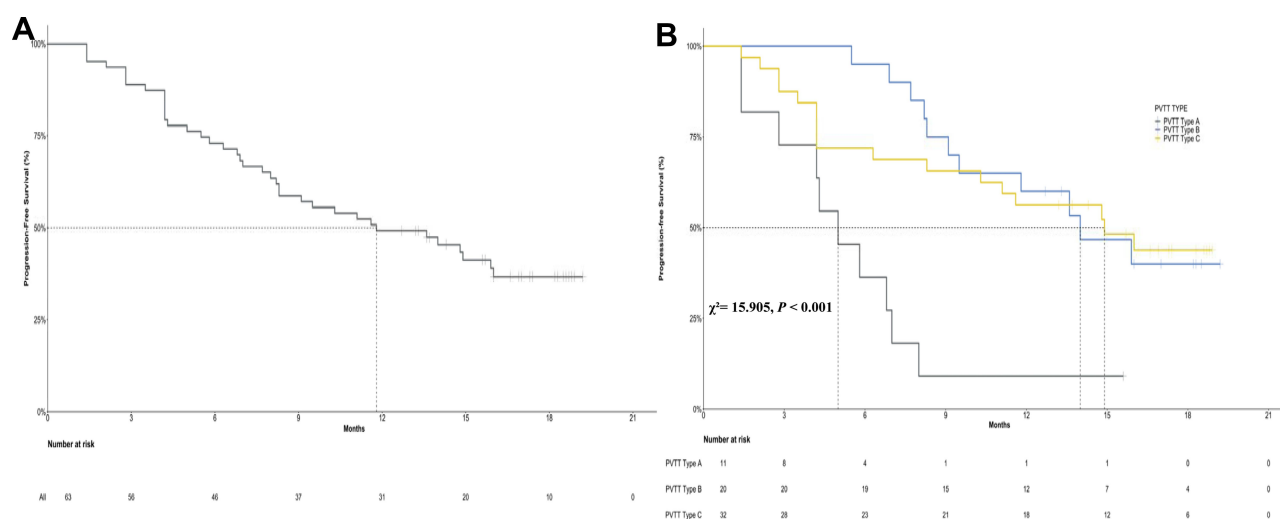 A
Progression-Free Survival (%)
100%
75%
50%
25%
0%
0 3 6 9 12 15 18 21
Months
Number at risk
All 63 56 46 37 31 20 10 0
B
Progression-free Survival (%)
100%
75%
50%
25%
0%
PVTT TYPE
PVTT Type A
PVTT Type B
PVTT Type C
χ²= 15.905, P < 0.001
0 3 6 9 12 15 18 21
Months
Number at risk
PVTT Type A 11 8 4 1 1 1 0 0
PVTT Type B 20 20 19 15 12 7 4 0
PVTT Type C 32 28 23 21 18 12 6 0